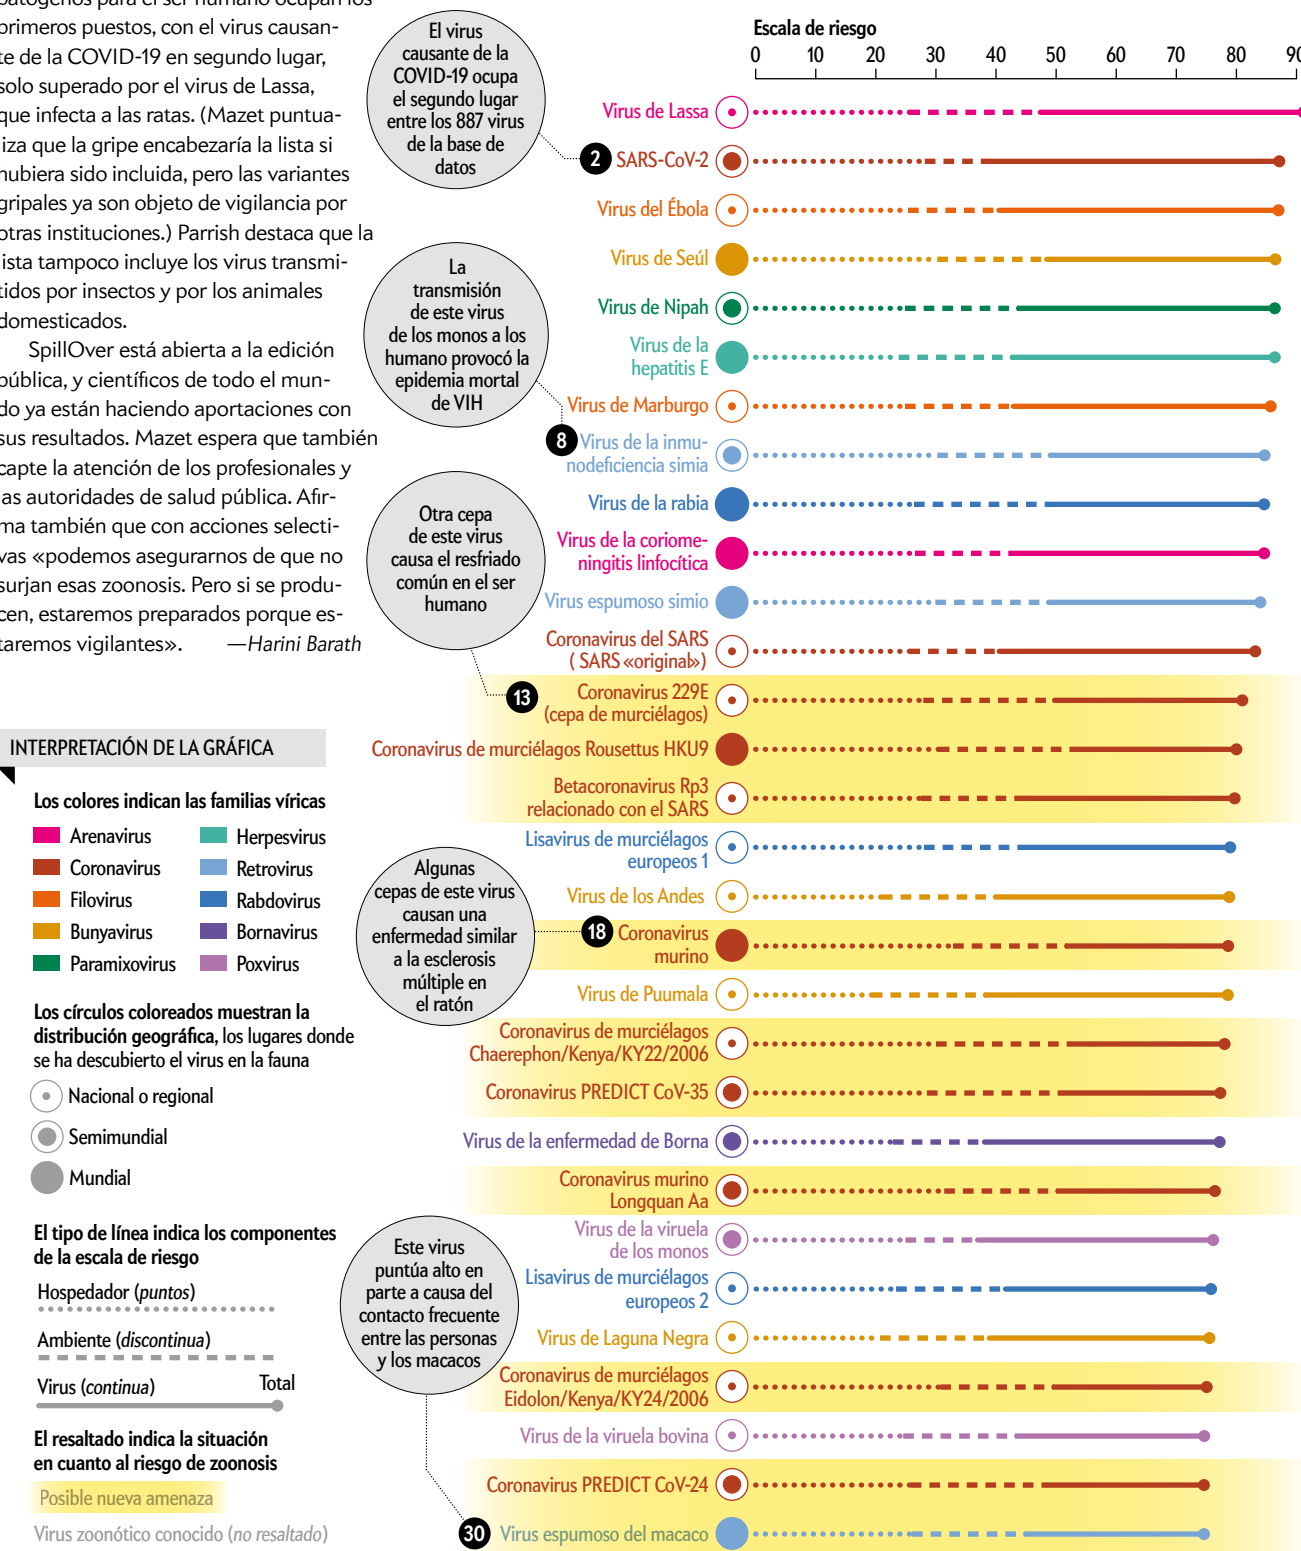 patógenos para el ser humano ocupan los
primeros puestos, con el virus causan-
te de la COVID-19 en segundo lugar,
solo superado por el virus de Lassa,
que infecta a las ratas. (Mazet puntua-
iza que la gripe encabezaría la lista si
hubiera sido incluida, pero las variantes
gripales ya son objeto de vigilancia por
otras instituciones.) Parrish destaca que la
ista tampoco incluye los virus transmi-
tidos por insectos y por los animales
domesticados.
SpillOver está abierta a la edición
pública, y científicos de todo el mun-
do ya están haciendo aportaciones con
sus resultados. Mazet espera que también
capte la atención de los profesionales y
las autoridades de salud pública. Afir-
ma también que con acciones selecti-
vas «podemos asegurarnos de que no
surjan esas zoonosis. Pero si se produ-
cen, estaremos preparados porque es-
taremos vigilantes». —Harini Barath
INTERPRETACIÓN DE LA GRÁFICA
Los colores indican las familias víricas
Arenavirus
Coronavirus
Filovirus
Bunyavirus
Paramixovirus
Herpesvirus
Retrovirus
Rabdovirus
Bornavirus
Poxvirus
Los círculos coloreados muestran la
distribución geográfica, los lugares donde
se ha descubierto el virus en la fauna
Nacional o regional
Semimundial
Mundial
El tipo de línea indica los componentes
de la escala de riesgo
Hospedador (puntos)
Ambiente (discontinua)
Virus (continua) Total
El resaltado indica la situación
en cuanto al riesgo de zoonosis
Posible nueva amenaza
Virus zoonótico conocido (no resaltado)
El virus
causante de la
COVID-19 ocupa
el segundo lugar
entre los 887 virus
de la base de
datos
La
transmisión
de este virus
de los monos a los
humano provocó la
epidemia mortal
de VIH
Otra cepa
de este virus
causa el resfriado
común en el ser
humano
Algunas
cepas de este virus
causan una
enfermedad similar
a la esclerosis
múltiple en
el ratón
Este virus
puntúa alto en
parte a causa del
contacto frecuente
entre las personas
y los macacos
Escala de riesgo
0 10 20 30 40 50 60 70 80 90
Virus de Lassa
2 SARS-CoV-2
Virus del Ébola
Virus de Seúl
Virus de Nipah
Virus de la
hepatitis E
Virus de Marburgo
8 Virus de la inmu-
nodeficiencia simia
Virus de la rabia
Virus de la coriome-
ningitis linfocítica
Virus espumoso simio
Coronavirus del SARS
( SARS «original»)
13 Coronavirus 229E
(cepa de murciélagos)
Coronavirus de murciélagos Rousettus HKU9
Betacoronavirus Rp3
relacionado con el SARS
Lisavirus de murciélagos
europeos 1
Virus de los Andes
18 Coronavirus
murino
Virus de Puumala
Coronavirus de murciélagos
Chaerephon/Kenya/KY22/2006
Coronavirus PREDICT CoV-35
Virus de la enfermedad de Borna
Coronavirus murino
Longquan Aa
Virus de la viruela
de los monos
Lisavirus de murciélagos
europeos 2
Virus de Laguna Negra
Coronavirus de murciélagos
Eidolon/Kenya/KY24/2006
Virus de la viruela bovina
Coronavirus PREDICT CoV-24
30 Virus espumoso del macaco